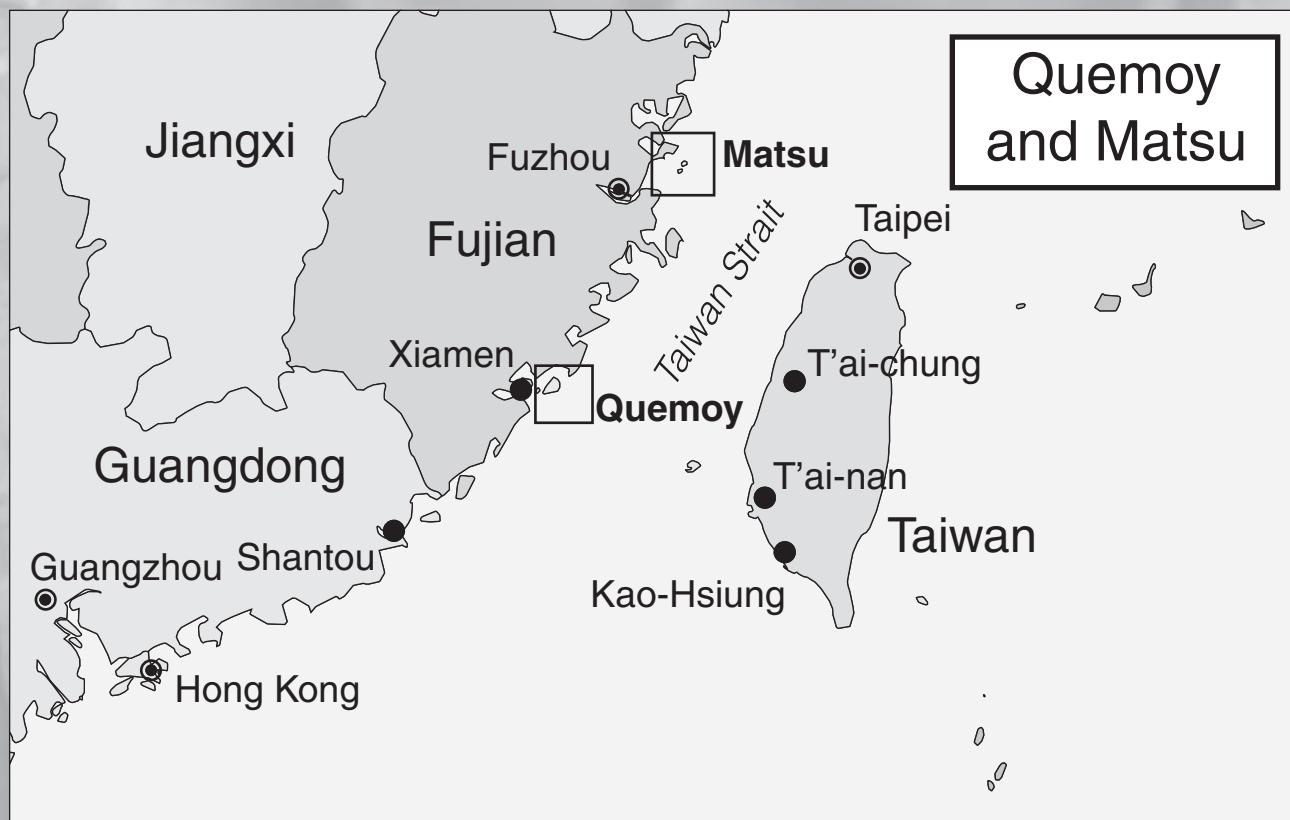 Quemoy
and Matsu
Jiangxi
Fuzhou
Matsu
Taipei
Fujian
Taiwan Strait
Xiamen
T'ai-chung
Quemoy
Guangdong
T'ai-nan
Taiwan
Shantou
Guangzhou
Kao-Hsiung
Hong Kong